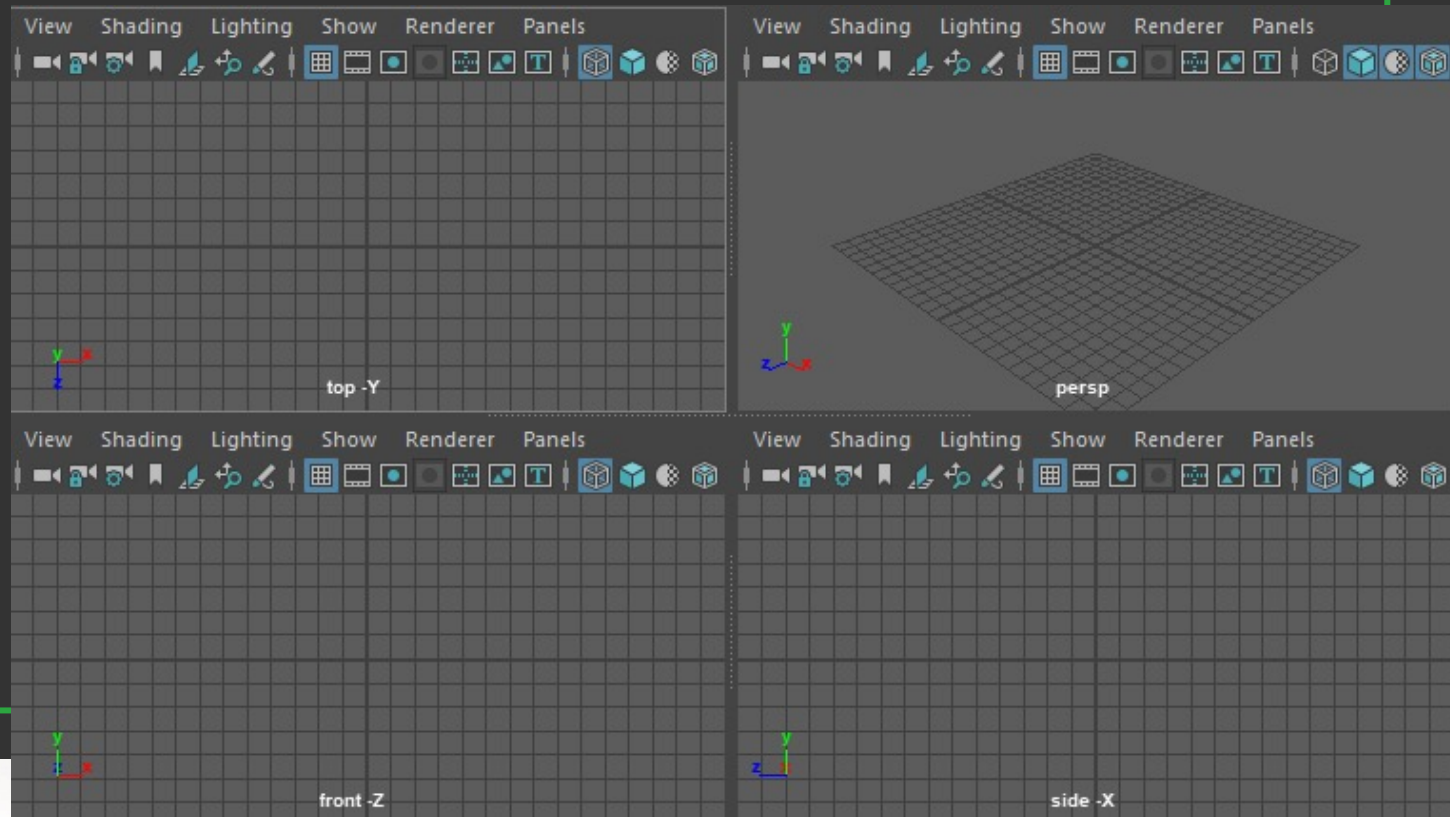 View Shading Lighting Show Renderer Panels
View Shading Lighting Show Renderer Panels
T
T
y x
z
top -Y
y
z x
persp
View Shading Lighting Show Renderer Panels
View Shading Lighting Show Renderer Panels
T
T
y
z x
front -Z
y
z x
side -X